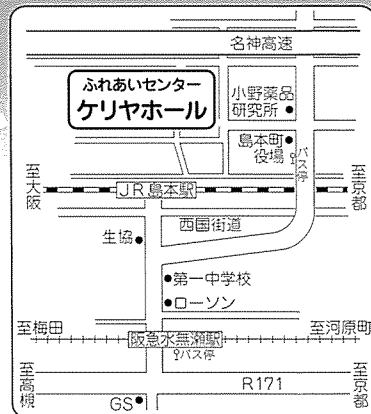 名神高速
ふれあいセンター
ケリヤホール
小野薬品
研究所
島本町
役場
バス停
至大阪
JR島本駅
至京都
西国街道
生協
第一中学校
ローソン
至梅田
阪急水無瀬駅
至河原町
バス停
至高槻
R171
至京都
GS